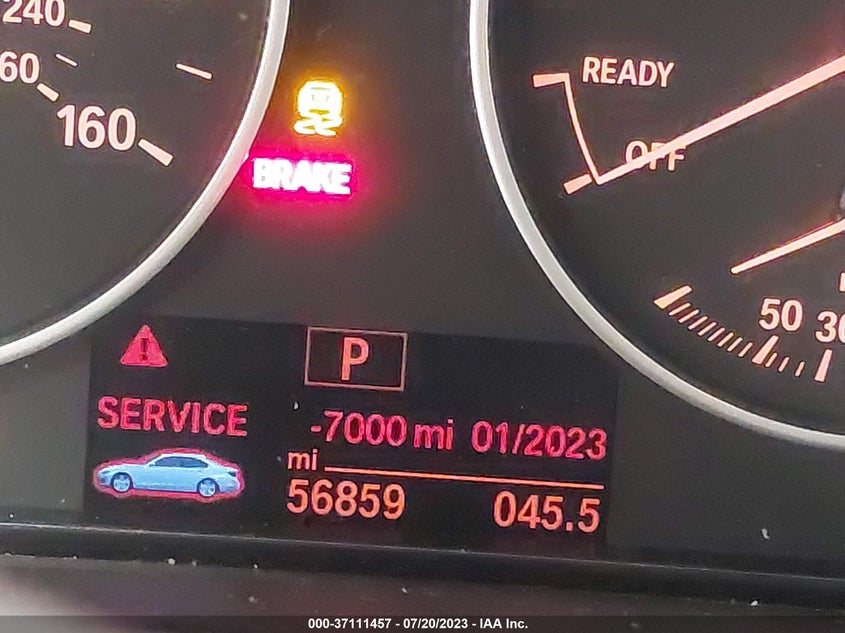 240
60
160
READY
OFF
BRAKE
50
P
SERVICE
-7000 mi 01/2023
mi
56859 045.5
000-37111457 - 07/20/2023 - IAA Inc.